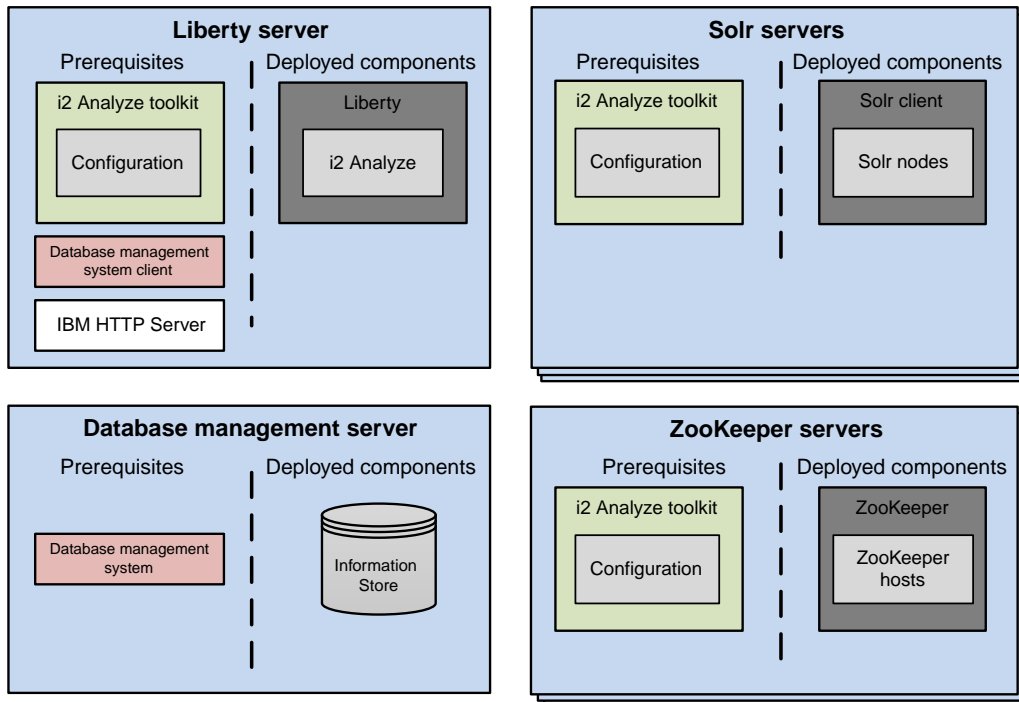 Liberty server
Prerequisites
Deployed components
i2 Analyze toolkit
Configuration
Liberty
i2 Analyze
Database management
system client
IBM HTTP Server
Solr servers
Prerequisites
Deployed components
i2 Analyze toolkit
Configuration
Solr client
Solr nodes
Database management server
Prerequisites
Deployed components
Database management
system
Information
Store
ZooKeeper servers
Prerequisites
Deployed components
i2 Analyze toolkit
Configuration
ZooKeeper
ZooKeeper
hosts